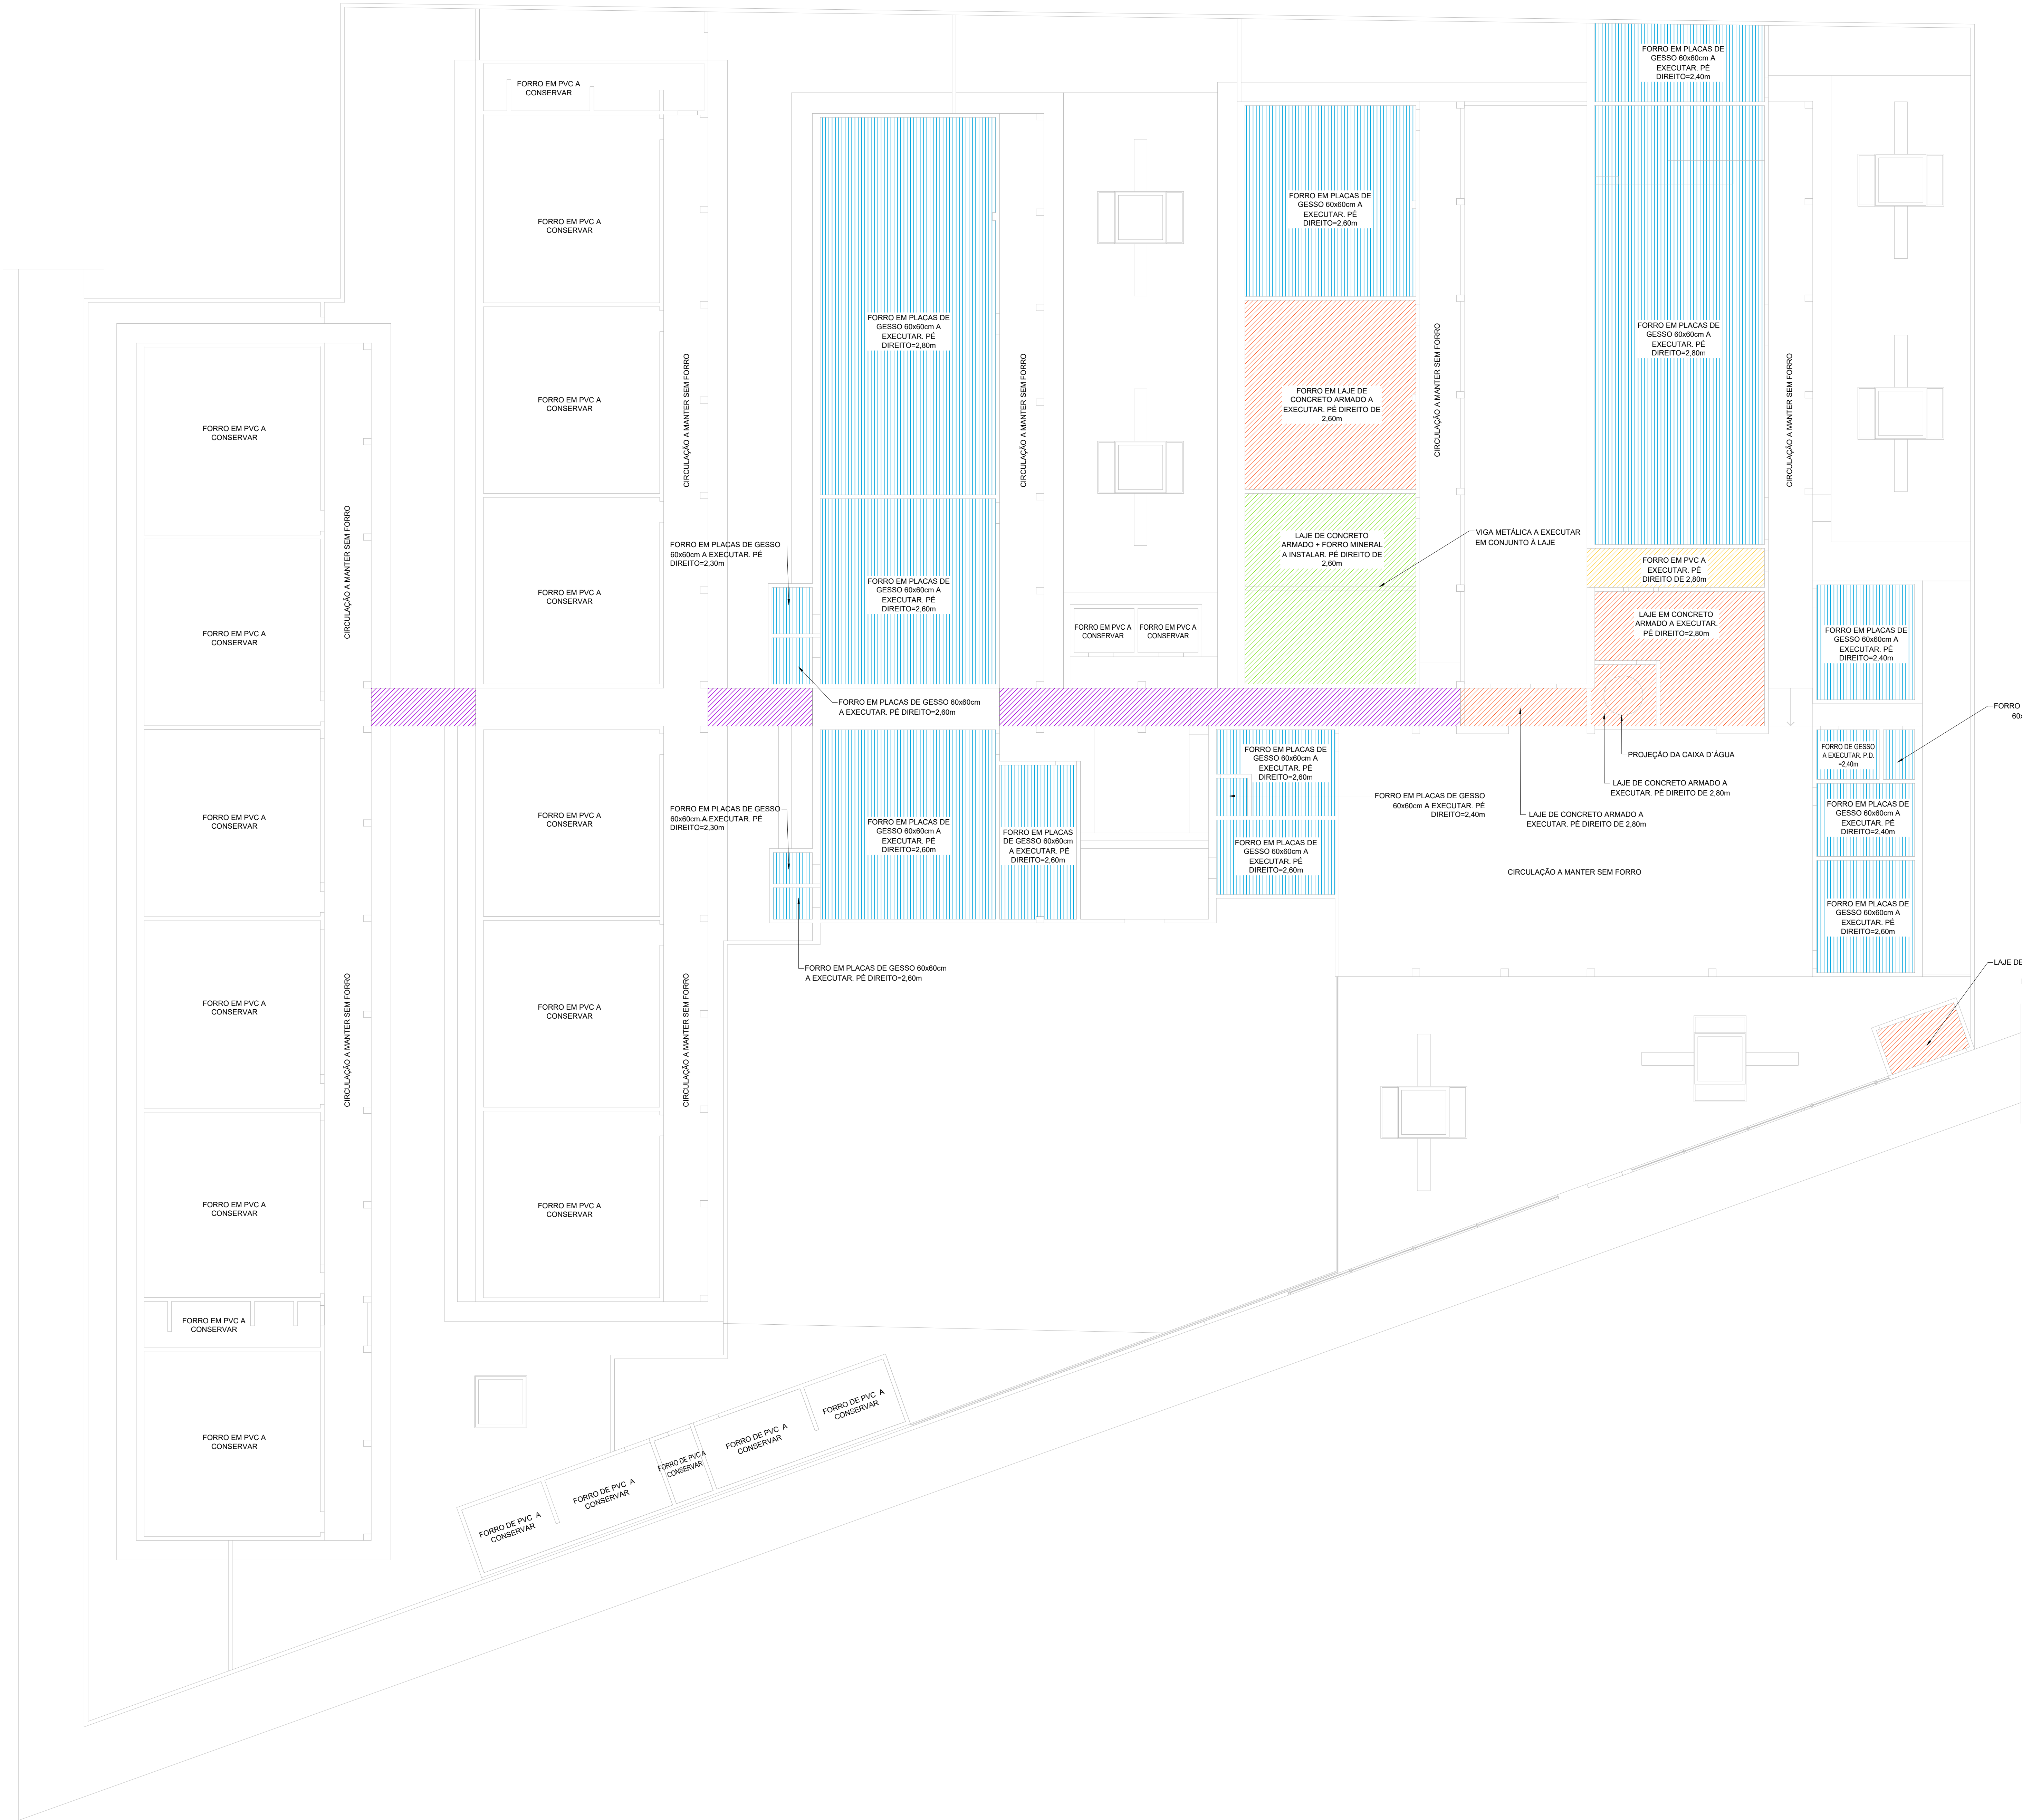 FORRO EM PLACAS DE
GESSO 60x60cm A
EXECUTAR. PÉ
DIREITO=2,40m
FORRO EM PVC A
CONSERVAR
FORRO EM PLACAS DE
GESSO 60x60cm A
EXECUTAR. PÉ
DIREITO=2,60m
FORRO EM PVC A
CONSERVAR
FORRO EM PLACAS DE
GESSO 60x60cm A
EXECUTAR. PÉ
DIREITO=2,80m
FORRO EM PLACAS DE
GESSO 60x60cm A
EXECUTAR. PÉ
DIREITO=2,80m
CIRCULAÇÃO A MANTER SEM FORRO
CIRCULAÇÃO A MANTER SEM FORRO
CIRCULAÇÃO A MANTER SEM FORRO
CIRCULAÇÃO A MANTER SEM FORRO
FORRO EM LAJE DE
CONCRETO ARMADO A
EXECUTAR. PÉ DIREITO DE
2,60m
FORRO EM PVC A
CONSERVAR
FORRO EM PVC A
CONSERVAR
CIRCULAÇÃO A MANTER SEM FORRO
FORRO EM PLACAS DE GESSO
60x60cm A EXECUTAR. PÉ
DIREITO=2,30m
LAJE DE CONCRETO
ARMADO + FORRO MINERAL
A INSTALAR. PÉ DIREITO DE
2,60m
VIGA METÁLICA A EXECUTAR
EM CONJUNTO À LAJE
FORRO EM PVC A
EXECUTAR. PÉ
DIREITO DE 2,80m
FORRO EM PLACAS DE
GESSO 60x60cm A
EXECUTAR. PÉ
DIREITO=2,60m
FORRO EM PVC A
CONSERVAR
LAJE EM CONCRETO
ARMADO A EXECUTAR.
PÉ DIREITO=2,80m
FORRO EM PVC A
CONSERVAR
FORRO EM PVC A
CONSERVAR
FORRO EM PVC A
CONSERVAR
FORRO EM PLACAS DE
GESSO 60x60cm A
EXECUTAR. PÉ
DIREITO=2,40m
FORRO EM PLACAS DE GESSO 60x60cm
A EXECUTAR. PÉ DIREITO=2,60m
FORRO
60x
FORRO EM PLACAS DE
GESSO 60x60cm A
EXECUTAR. PÉ
DIREITO=2,60m
PROJEÇÃO DA CAIXA D´ÁGUA
FORRO DE GESSO
A EXECUTAR. P.D.
=2,40m
LAJE DE CONCRETO ARMADO A
EXECUTAR. PÉ DIREITO DE 2,80m
FORRO EM PLACAS DE GESSO
60x60cm A EXECUTAR. PÉ
DIREITO=2,40m
LAJE DE CONCRETO ARMADO A
EXECUTAR. PÉ DIREITO DE 2,80m
FORRO EM PVC A
CONSERVAR
FORRO EM PVC A
CONSERVAR
FORRO EM PLACAS DE GESSO
60x60cm A EXECUTAR. PÉ
DIREITO=2,30m
FORRO EM PLACAS DE
GESSO 60x60cm A
EXECUTAR. PÉ
DIREITO=2,60m
FORRO EM PLACAS
DE GESSO 60x60cm
A EXECUTAR. PÉ
DIREITO=2,60m
FORRO EM PLACAS DE
GESSO 60x60cm A
EXECUTAR. PÉ
DIREITO=2,60m
FORRO EM PLACAS DE
GESSO 60x60cm A
EXECUTAR. PÉ
DIREITO=2,40m
CIRCULAÇÃO A MANTER SEM FORRO
FORRO EM PLACAS DE
GESSO 60x60cm A
EXECUTAR. PÉ
DIREITO=2,60m
FORRO EM PLACAS DE GESSO 60x60cm
A EXECUTAR. PÉ DIREITO=2,60m
LAJE DE
FORRO EM PVC A
CONSERVAR
FORRO EM PVC A
CONSERVAR
CIRCULAÇÃO A MANTER SEM FORRO
CIRCULAÇÃO A MANTER SEM FORRO
FORRO EM PVC A
CONSERVAR
FORRO EM PVC A
CONSERVAR
FORRO EM PVC A
CONSERVAR
FORRO EM PVC A
CONSERVAR
FORRO DE PVC A
CONSERVAR
FORRO DE PVC A
CONSERVAR
FORRO DE PVC A
CONSERVAR
FORRO DE PVC A
CONSERVAR
FORRO DE PVC A
CONSERVAR